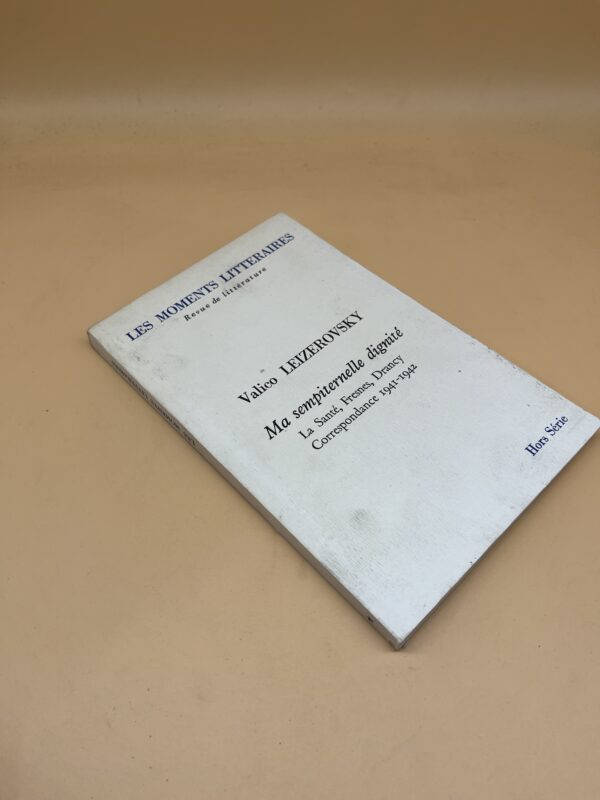 LES MOMENTS LITTERAIRES
Revue de littérature
Valico LEIZEROVSKY
Ma sempiternelle dignité
La Santé, Fresnes, Drancy
Correspondance 1941-1942
Hors Série